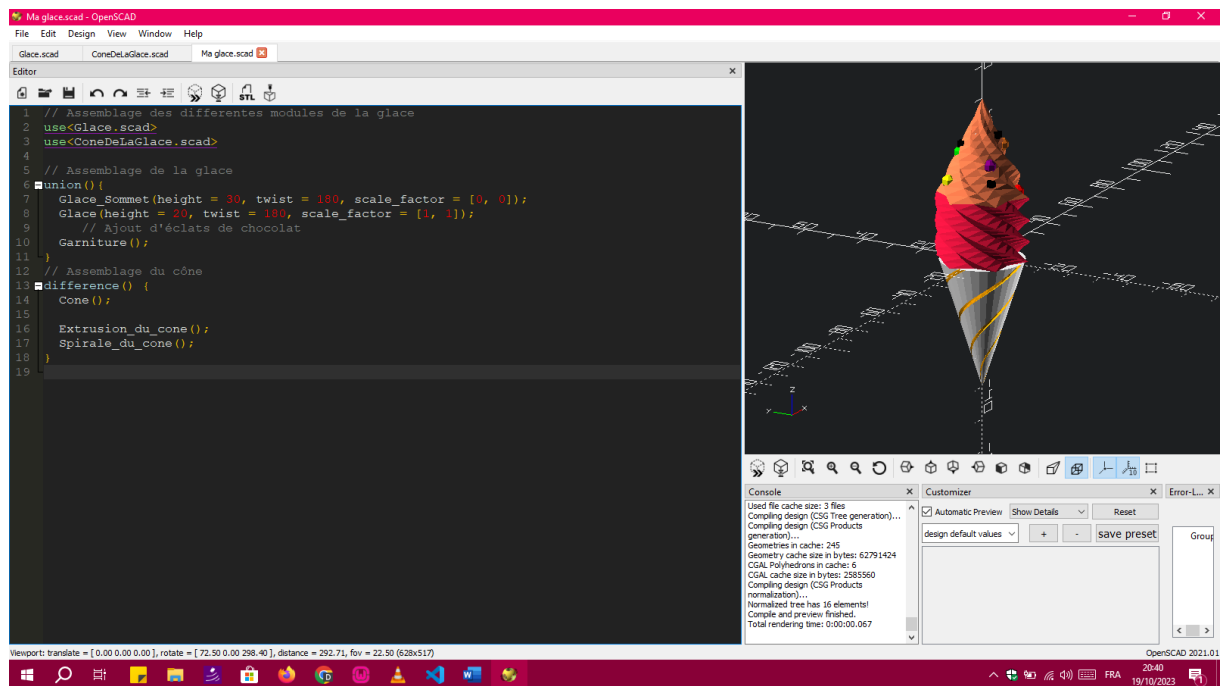 Ma glace.scad - OpenSCAD
File Edit Design View Window Help
Glace.scad ConeDeLaGlace.scad Ma glace.scad
Editor
STL
1 // Assemblage des differentes modules de la glace
2 use<Glace.scad>
3 use<ConeDeLaGlace.scad>
4
5 // Assemblage de la glace
6 union(){
7 Glace_Sommet(height = 30, twist = 180, scale_factor = [0, 0]);
8 Glace(height = 20, twist = 180, scale_factor = [1, 1]);
9 // Ajout d'éclats de chocolat
10 Garniture();
11 }
12 // Assemblage du cône
13 difference() {
14 Cone();
15
16 Extrusion_du_cone();
17 Spirale_du_cone();
18 }
19
z
y
x
10
Console
Used file cache size: 3 files
Compiling design (CSG Tree generation)...
Compiling design (CSG Products
generation)...
Geometries in cache: 245
Geometry cache size in bytes: 62791424
CGAL Polyhedrons in cache: 6
CGAL cache size in bytes: 2585560
Compiling design (CSG Products
normalization)...
Normalized tree has 16 elements!
Compile and preview finished.
Total rendering time: 0:00:00.067
Customizer
Automatic Preview Show Details Reset
design default values + - save preset
Error-L...
Group
Viewport: translate = [ 0.00 0.00 0.00 ], rotate = [ 72.50 0.00 298.40 ], distance = 292.71, fov = 22.50 (628x517)
OpenSCAD 2021.01
FRA
20:40
19/10/2023